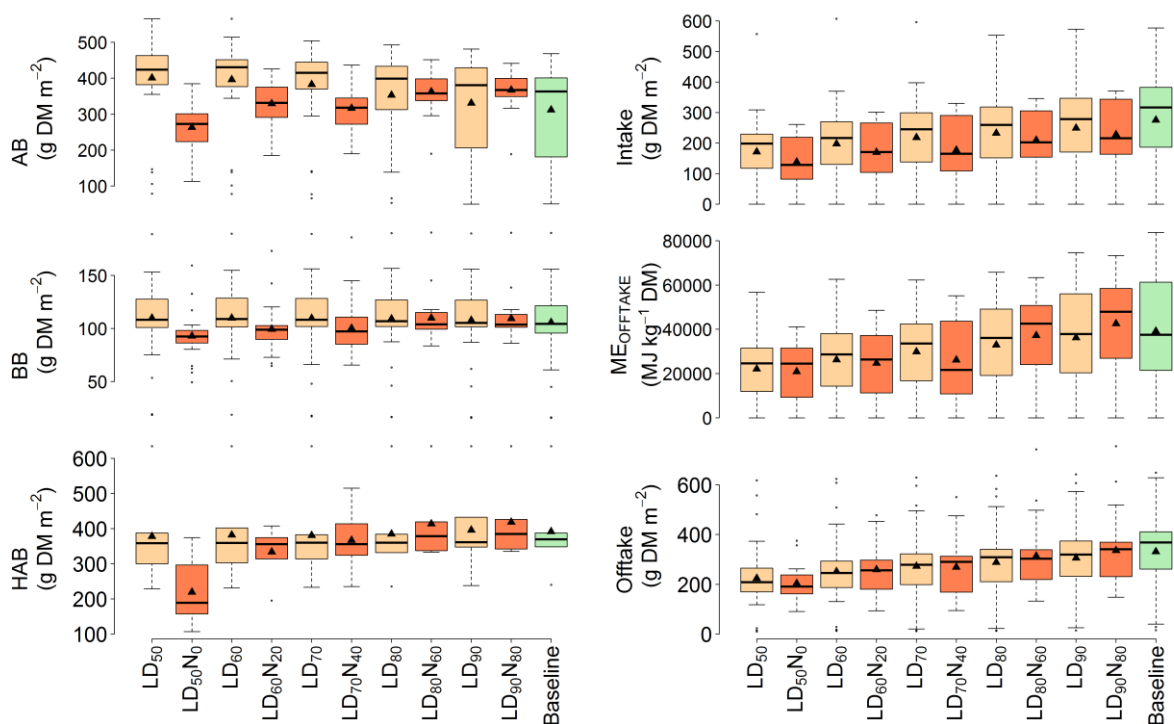 AB
(g DM m⁻²)
500
400
300
200
100
BB
(g DM m⁻²)
150
100
50
HAB
(g DM m⁻²)
600
500
400
300
200
100
LD₅₀
LD₅₀N₀
LD₆₀
LD₆₀N₂₀
LD₇₀
LD₇₀N₄₀
LD₈₀
LD₈₀N₆₀
LD₉₀
LD₉₀N₈₀
Baseline
Intake
(g DM m⁻²)
600
500
400
300
200
100
0
ME_OFFTAKE
(MJ kg⁻¹ DM)
80000
60000
40000
20000
0
Offtake
(g DM m⁻²)
600
400
200
0
LD₅₀
LD₅₀N₀
LD₆₀
LD₆₀N₂₀
LD₇₀
LD₇₀N₄₀
LD₈₀
LD₈₀N₆₀
LD₉₀
LD₉₀N₈₀
Baseline